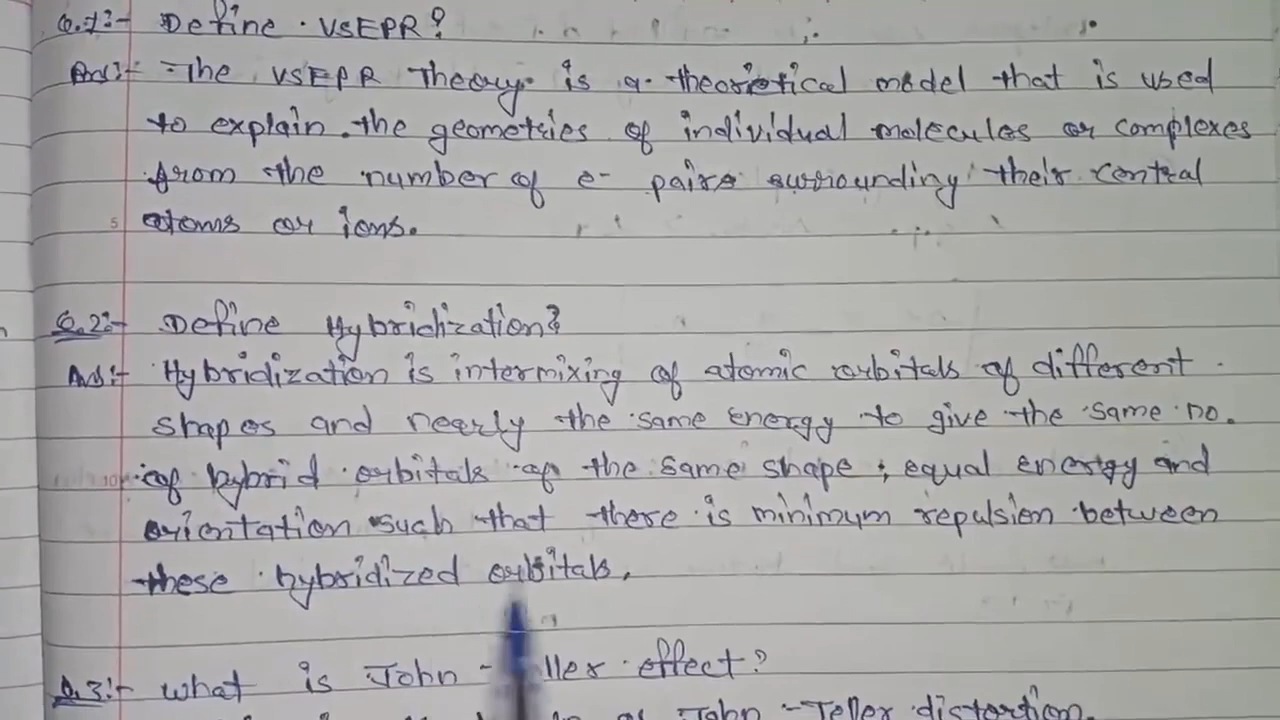 Q.1:- Define VSEPR?
Ans:- The VSEPR Theory is a theoretical model that is used
to explain the geometries of individual molecules or complexes
from the number of e- pairs surrounding their central
5 atoms or ions.
Q.2:- Define Hybridization?
Ans:- Hybridization is intermixing of atomic orbitals of different
shapes and nearly the same energy to give the same no.
of hybrid orbitals of the same shape, equal energy and
orientation such that there is minimum repulsion between
these hybridized orbitals.
Q.3:- What is John - ller effect?
John - Teller distortion.